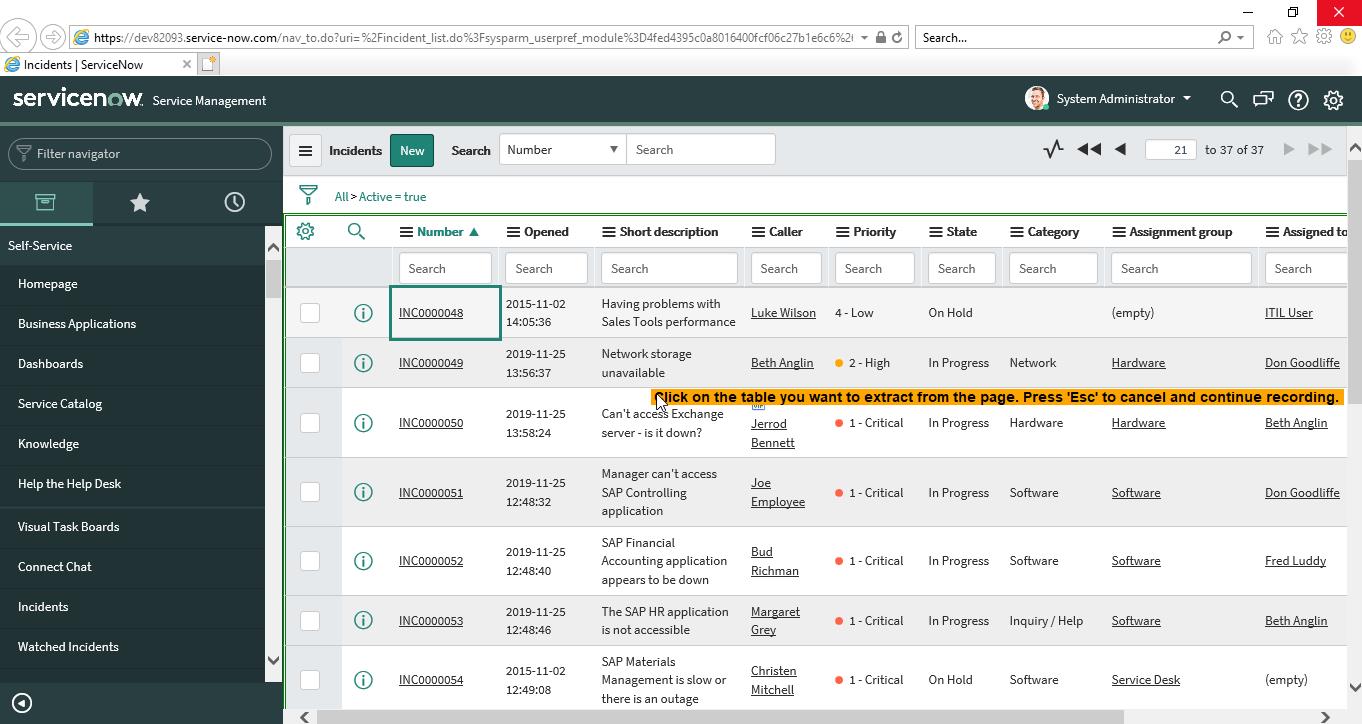 https://dev82093.service-now.com/nav_to.do?uri=%2Fincident_list.do%3Fsysparm_userpref_module%3D4fed4395c0a8016400fcf06c27b1e6c6%2
Search...
Incidents | ServiceNow
servicenow Service Management
System Administrator
Filter navigator
Incidents New Search Number Search
21 to 37 of 37
All > Active = true
Self-Service
Homepage
Business Applications
Dashboards
Service Catalog
Knowledge
Help the Help Desk
Visual Task Boards
Connect Chat
Incidents
Watched Incidents
Number Opened Short description Caller Priority State Category Assignment group Assigned to
Search Search Search Search Search Search Search Search Search
INC0000048 2015-11-02 14:05:36 Having problems with Sales Tools performance Luke Wilson 4 - Low On Hold (empty) ITIL User
INC0000049 2019-11-25 13:56:37 Network storage unavailable Beth Anglin 2 - High In Progress Network Hardware Don Goodliffe
Click on the table you want to extract from the page. Press 'Esc' to cancel and continue recording.
INC0000050 2019-11-25 13:58:24 Can't access Exchange server - is it down? Jerrod Bennett 1 - Critical In Progress Hardware Hardware Beth Anglin
INC0000051 2019-11-25 12:48:32 Manager can't access SAP Controlling application Joe Employee 1 - Critical In Progress Software Software Don Goodliffe
INC0000052 2019-11-25 12:48:40 SAP Financial Accounting application appears to be down Bud Richman 1 - Critical In Progress Software Software Fred Luddy
INC0000053 2019-11-25 12:48:46 The SAP HR application is not accessible Margaret Grey 1 - Critical In Progress Inquiry / Help Software Beth Anglin
INC0000054 2015-11-02 12:49:08 SAP Materials Management is slow or there is an outage Christen Mitchell 1 - Critical On Hold Software Service Desk (empty)